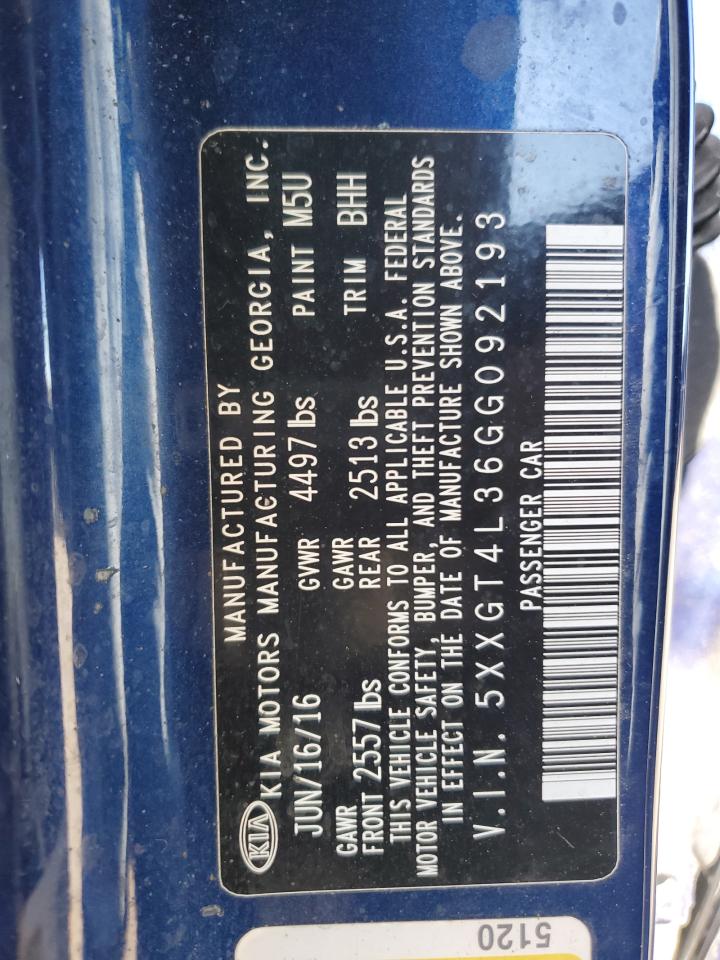 MANUFACTURED BY
KIA KIA MOTORS MANUFACTURING GEORGIA, INC.
JUN/16/16 GVWR 4497 lbs PAINT M5U
GAWR FRONT 2557 lbs GAWR REAR 2513 lbs TRIM BHH
THIS VEHICLE CONFORMS TO ALL APPLICABLE U.S.A. FEDERAL
MOTOR VEHICLE SAFETY, BUMPER, AND THEFT PREVENTION STANDARDS
IN EFFECT ON THE DATE OF MANUFACTURE SHOWN ABOVE.
V.I.N. 5XXGT4L36GG092193
PASSENGER CAR
5120